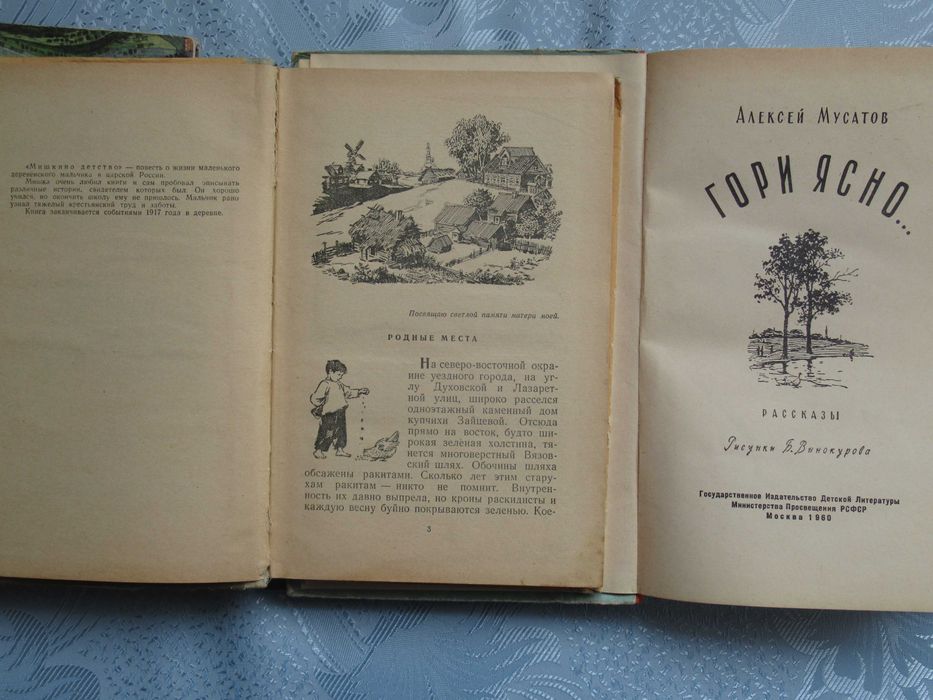 «Мишкино детство» — повесть о жизни маленького
деревенского мальчика в царской России.
Мишка очень любил книги и сам пробовал описывать
различные истории, свидетелем которых был. Он хорошо
учился, но окончить школу ему не пришлось. Мальчик рано
узнал тяжелый крестьянский труд и заботы.
Книга заканчивается событиями 1917 года в деревне.
Посвящаю светлой памяти матери моей.
РОДНЫЕ МЕСТА
На северо-восточной окра-
ине уездного города, на уг-
лу Духовской и Лазарет-
ной улиц, широко расселся
одноэтажный каменный дом
купчихи Зайцевой. Отсюда
прямо на восток, будто ши-
рокая зелёная холстина, тя-
нется многоверстный Вязов-
ский шлях. Обочины шляха
обсажены ракитами. Сколько лет этим стару-
хам ракитам — никто не помнит. Внутрен-
ность их давно выпрела, но кроны раскидисты и
каждую весну буйно покрываются зеленью. Кое-
3
АЛЕКСЕЙ МУСАТОВ
ГОРИ ЯСНО...
РАССКАЗЫ
Рисунки Б. Винокурова
Государственное Издательство Детской Литературы
Министерства Просвещения РСФСР
Москва 1960